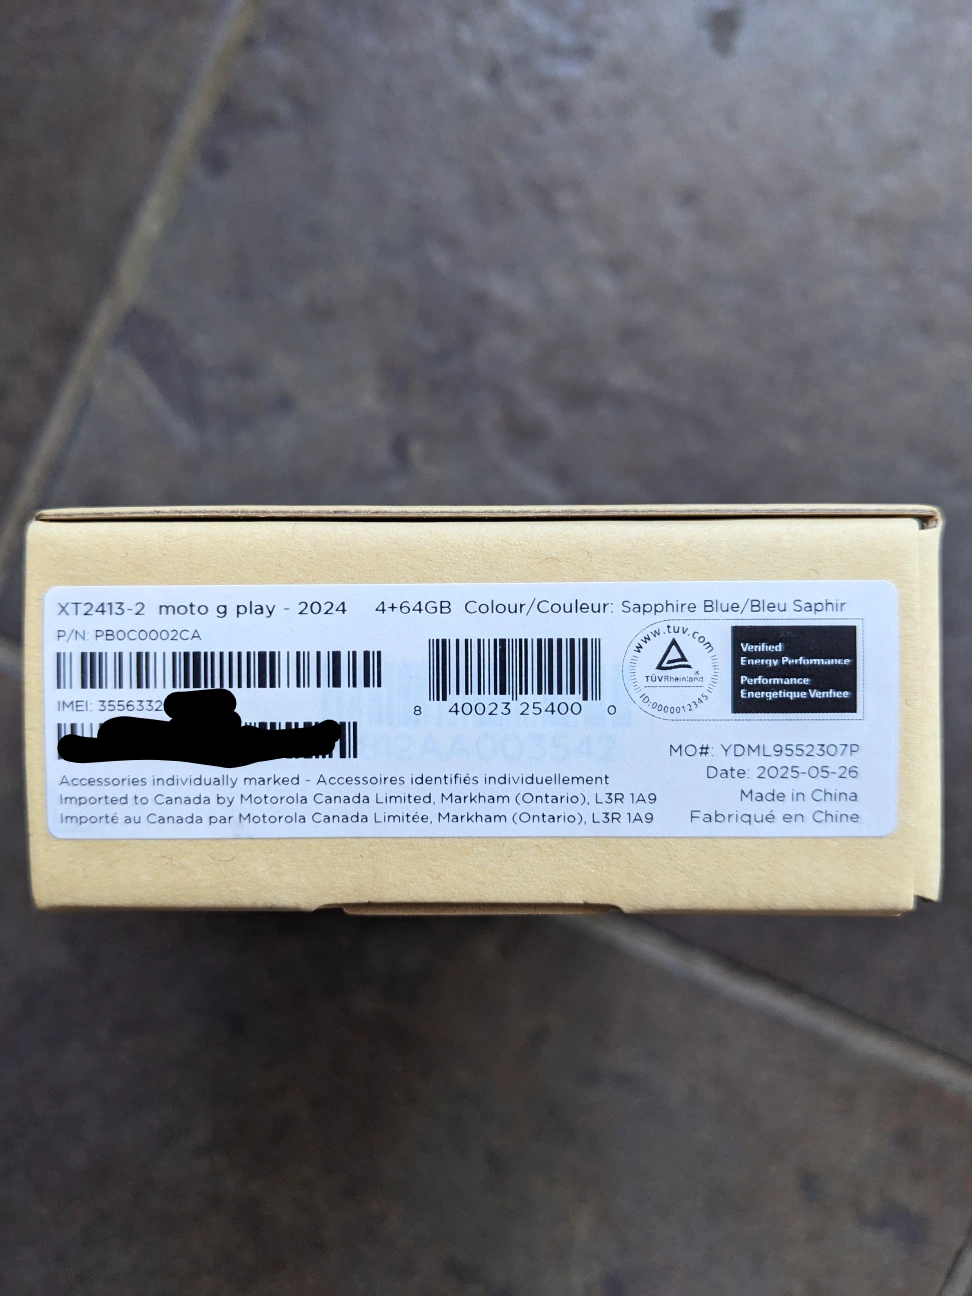 XT2413-2 moto g play - 2024 4+64GB Colour/Couleur: Sapphire Blue/Bleu Saphir
P/N: PB0C0002CA
IMEI: 3556332
8 40023 25400 0
www.tuv.com
TÜVRheinland
ID:0000012345
Verified
Energy Performance
Performance
Energétique Verifiee
Accessories individually marked - Accessoires identifiés individuellement
Imported to Canada by Motorola Canada Limited, Markham (Ontario), L3R 1A9
Importé au Canada par Motorola Canada Limitée, Markham (Ontario), L3R 1A9
MO#: YDML9552307P
Date: 2025-05-26
Made in China
Fabriqué en Chine